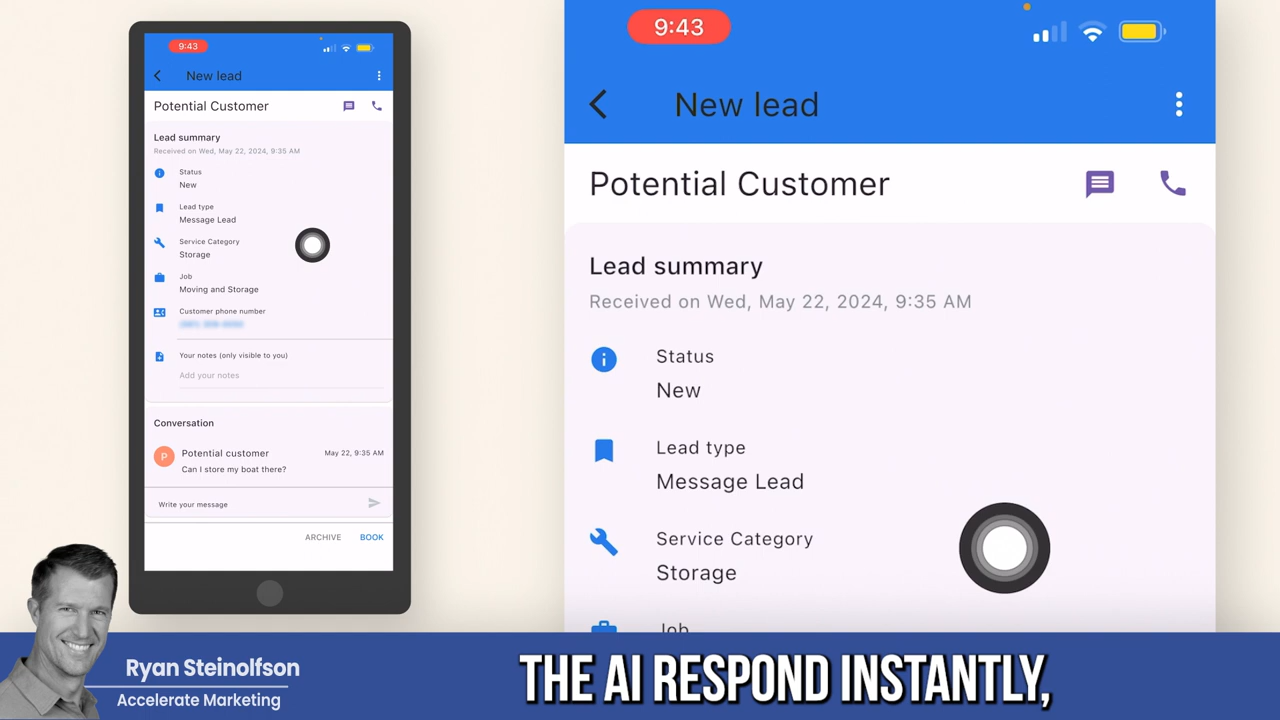 9:43
New lead
Potential Customer
Lead summary
Received on Wed, May 22, 2024, 9:35 AM
Status
New
Lead type
Message Lead
Service Category
Storage
Job
Moving and Storage
Customer phone number
Your notes (only visible to you)
Add your notes
Conversation
P
Potential customer
May 22, 9:35 AM
Can I store my boat there?
Write your message
ARCHIVE BOOK
9:43
New lead
Potential Customer
Lead summary
Received on Wed, May 22, 2024, 9:35 AM
Status
New
Lead type
Message Lead
Service Category
Storage
Job
Ryan Steinolfson
Accelerate Marketing
THE AI RESPOND INSTANTLY,